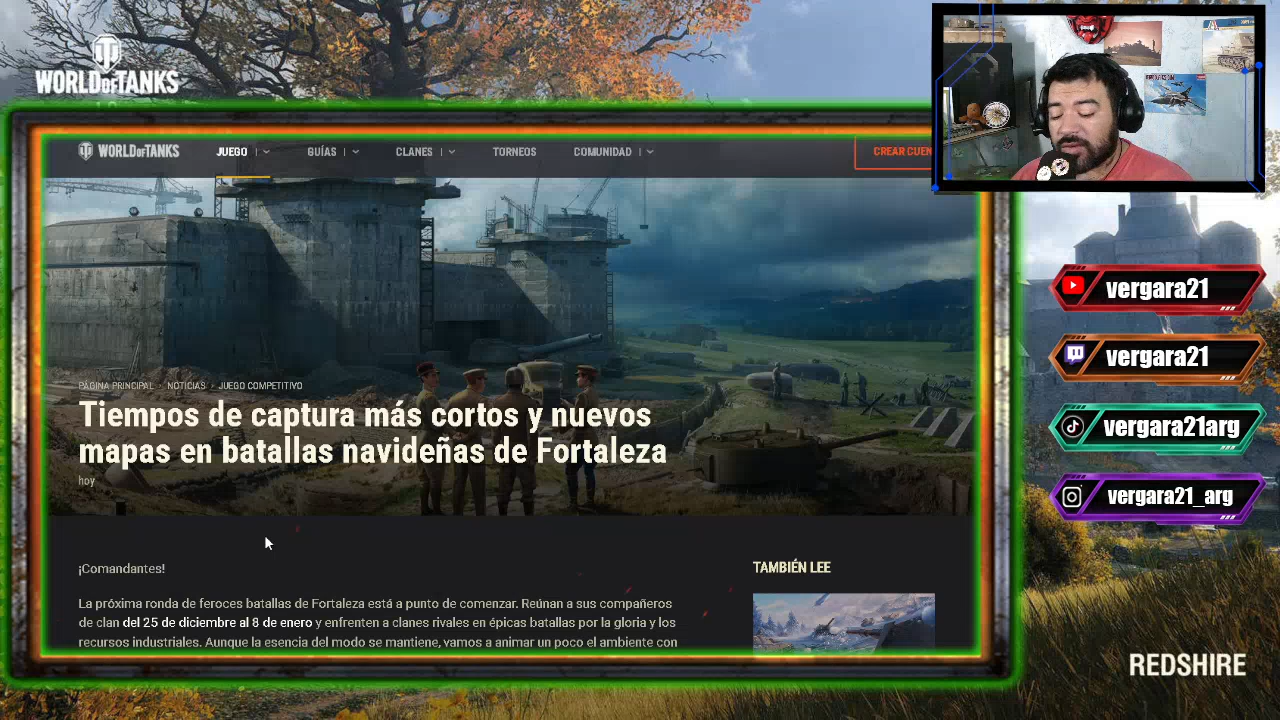 WORLD OF TANKS
WORLD OF TANKS
JUEGO
GUÍAS
CLANES
TORNEOS
COMUNIDAD
CREAR CUEN
PÁGINA PRINCIPAL
NOTICIAS
JUEGO COMPETITIVO
Tiempos de captura más cortos y nuevos
mapas en batallas navideñas de Fortaleza
hoy
¡Comandantes!
La próxima ronda de feroces batallas de Fortaleza está a punto de comenzar. Reúnan a sus compañeros
de clan del 25 de diciembre al 8 de enero y enfrenten a clanes rivales en épicas batallas por la gloria y los
recursos industriales. Aunque la esencia del modo se mantiene, vamos a animar un poco el ambiente con
TAMBIÉN LEE
vergara21
vergara21
vergara21arg
vergara21_arg
REDSHIRE